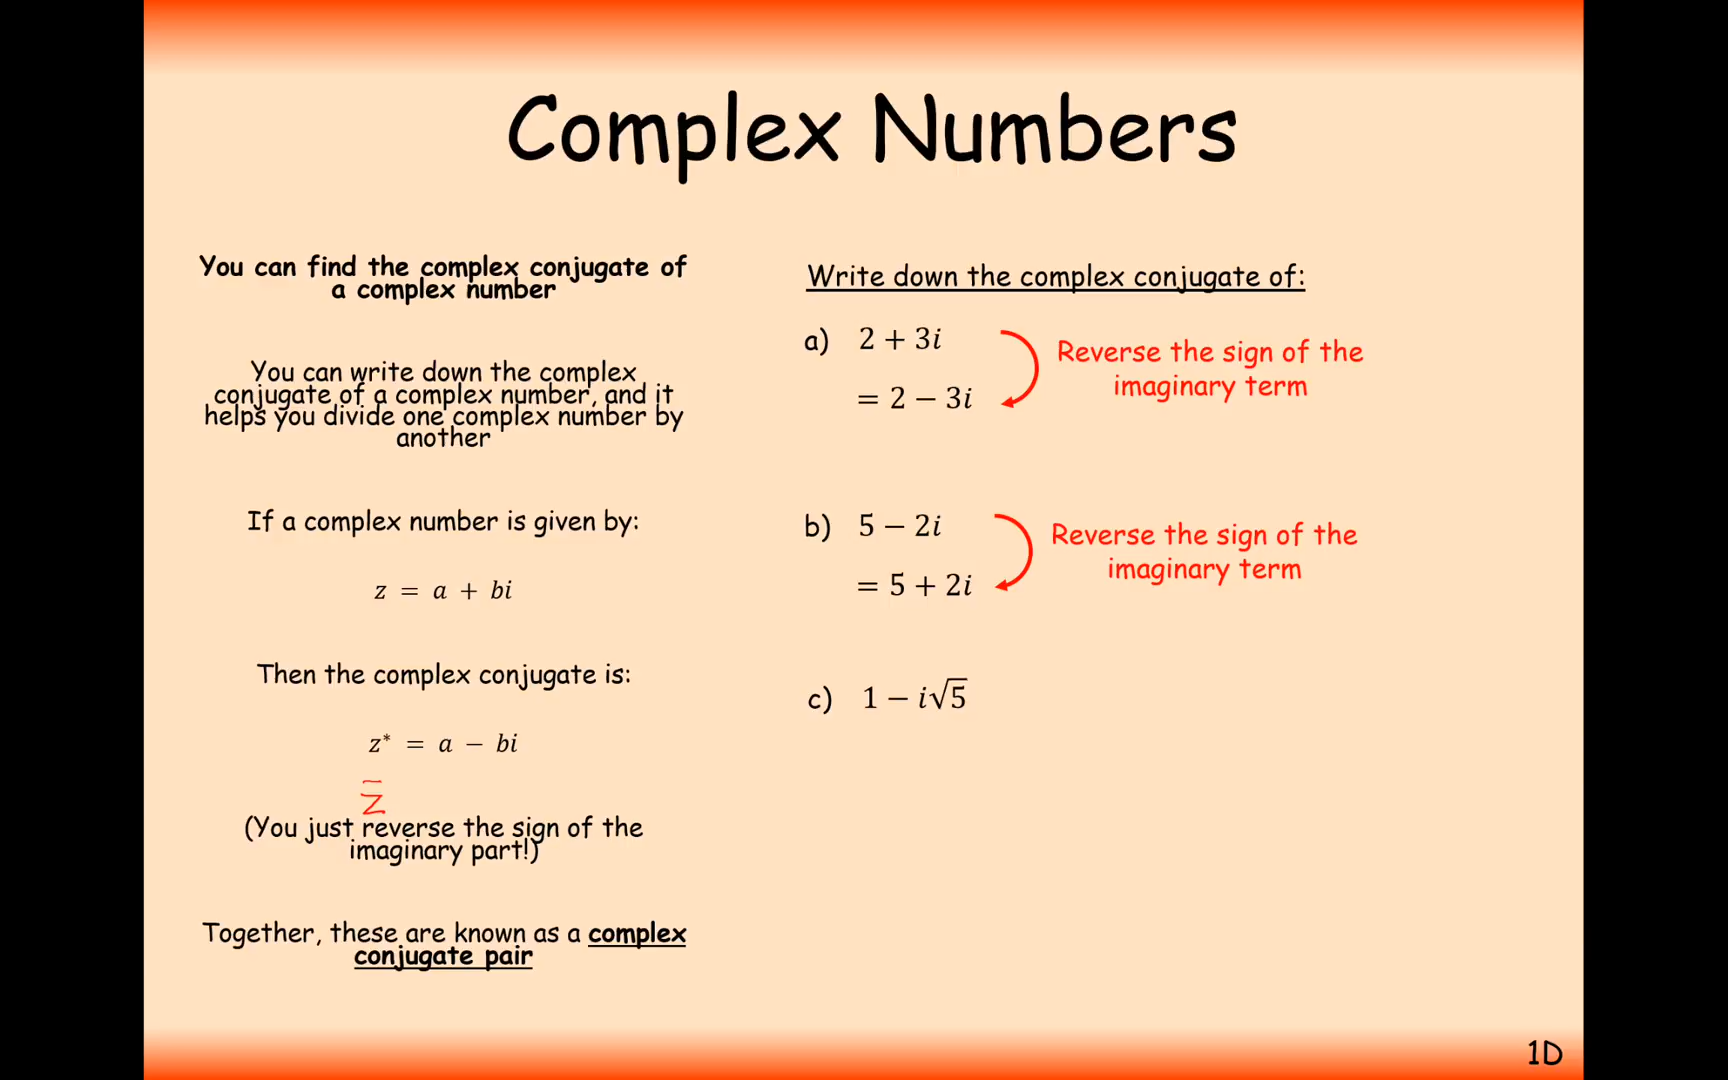 Complex Numbers
You can find the complex conjugate of
a complex number
You can write down the complex
conjugate of a complex number, and it
helps you divide one complex number by
another
If a complex number is given by:
z = a + bi
Then the complex conjugate is:
z* = a − bi
z̄
(You just reverse the sign of the
imaginary part!)
Together, these are known as a complex
conjugate pair
Write down the complex conjugate of:
a) 2 + 3i
= 2 − 3i
Reverse the sign of the
imaginary term
b) 5 − 2i
= 5 + 2i
Reverse the sign of the
imaginary term
c) 1 − i√5
1D